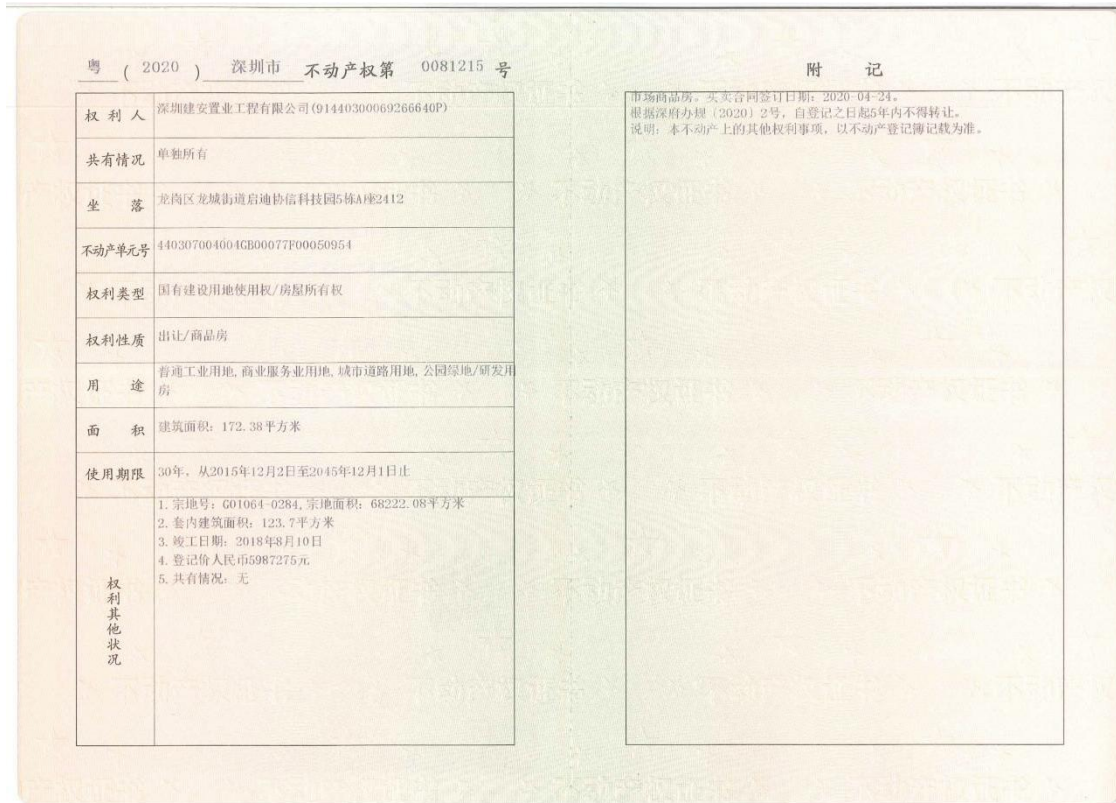 粤(2020)深圳市不动产权第0081215号
权利人 深圳建安置业工程有限公司(91440300069266640P)
共有情况 单独所有
坐落 龙岗区龙城街道启迪协信科技园5栋A座2412
不动产单元号 440307004004GB00077F00050954
权利类型 国有建设用地使用权/房屋所有权
权利性质 出让/商品房
用途 普通工业用地,商业服务业用地,城市道路用地,公园绿地/研发用
房
面积 建筑面积：172.38平方米
使用期限 30年，从2015年12月2日至2045年12月1日止
权利其他状况
1.宗地号：G01064-0284,宗地面积：68222.08平方米
2.套内建筑面积：123.7平方米
3.竣工日期：2018年8月10日
4.登记价人民币5987275元
5.共有情况：无
附记
市场商品房。买卖合同签订日期：2020-04-24。
根据深府办规〔2020〕2号，自登记之日起5年内不得转让。
说明：本不动产上的其他权利事项，以不动产登记簿记载为准。